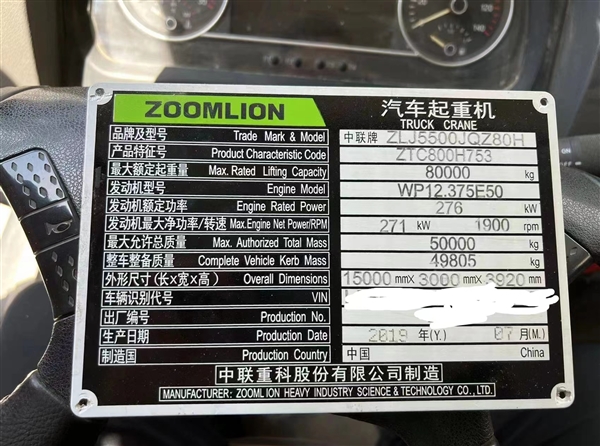 ZOOMLION 汽车起重机
TRUCK CRANE
品牌及型号 Trade Mark & Model 中联牌 ZLJ5500JQZ80H
产品特征号 Product Characteristic Code ZTC800H753
最大额定起重量 Max. Rated Lifting Capacity 80000 kg
发动机型号 Engine Model WP12.375E50
发动机额定功率 Engine Rated Power 276 kW
发动机最大净功率/转速 Max.Engine Net Power/RPM 271 kW 1900 rpm
最大允许总质量 Max. Authorized Total Mass 50000 kg
整车整备质量 Complete Vehicle Kerb Mass 49805 kg
外形尺寸(长×宽×高) Overall Dimensions 15000 mm× 3000 mm× 3920 mm
车辆识别代号 VIN
出厂编号 Production No.
生产日期 Production Date 2019 年(Y.) 07 月(M.)
制造国 Production Country 中国 China
中联重科股份有限公司制造
MANUFACTURER: ZOOMLION HEAVY INDUSTRY SCIENCE & TECHNOLOGY CO., LTD.